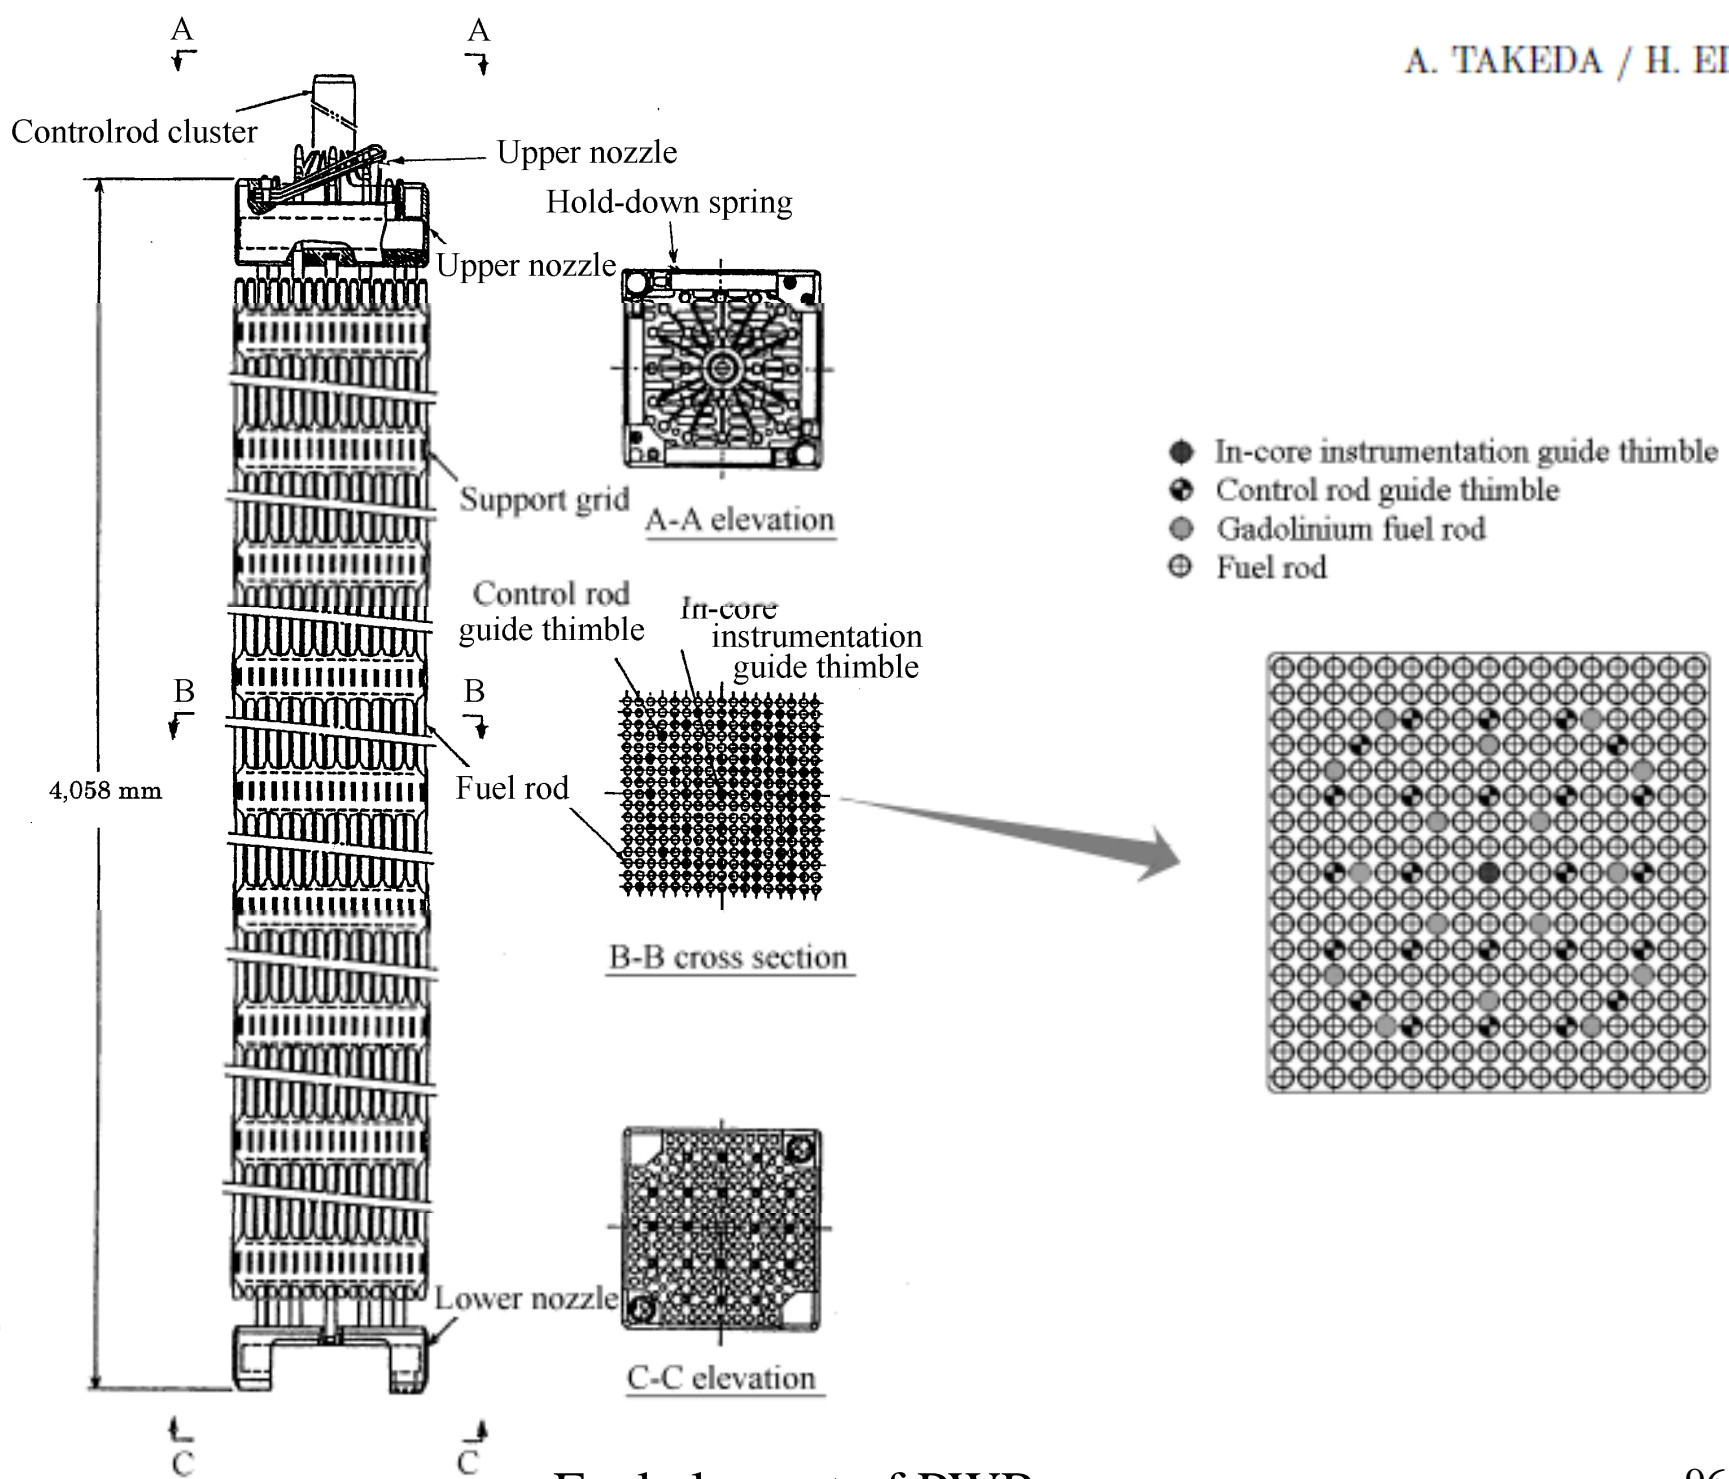 A
A
A. TAKEDA / H. EI
Controlrod cluster
Upper nozzle
Hold-down spring
Upper nozzle
In-core instrumentation guide thimble
Control rod guide thimble
Gadolinium fuel rod
Fuel rod
Support grid
A-A elevation
Control rod
guide thimble
In-core
instrumentation
guide thimble
B
B
4,058 mm
Fuel rod
B-B cross section
Lower nozzle
C-C elevation
C
C